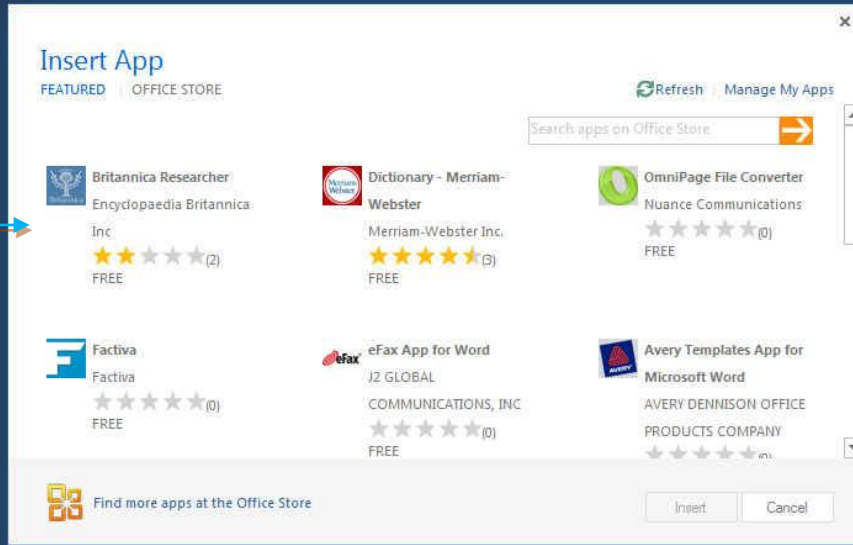 Insert App
FEATURED OFFICE STORE
Refresh Manage My Apps
Search apps on Office Store
Britannica Researcher
Encyclopaedia Britannica
Inc
(2)
FREE
Dictionary - Merriam-
Webster
Merriam-Webster Inc.
(3)
FREE
OmniPage File Converter
Nuance Communications
(0)
FREE
Factiva
Factiva
(0)
FREE
eFax
eFax App for Word
J2 GLOBAL
COMMUNICATIONS, INC
(0)
FREE
AVERY
Avery Templates App for
Microsoft Word
AVERY DENNISON OFFICE
PRODUCTS COMPANY
Find more apps at the Office Store
Insert Cancel